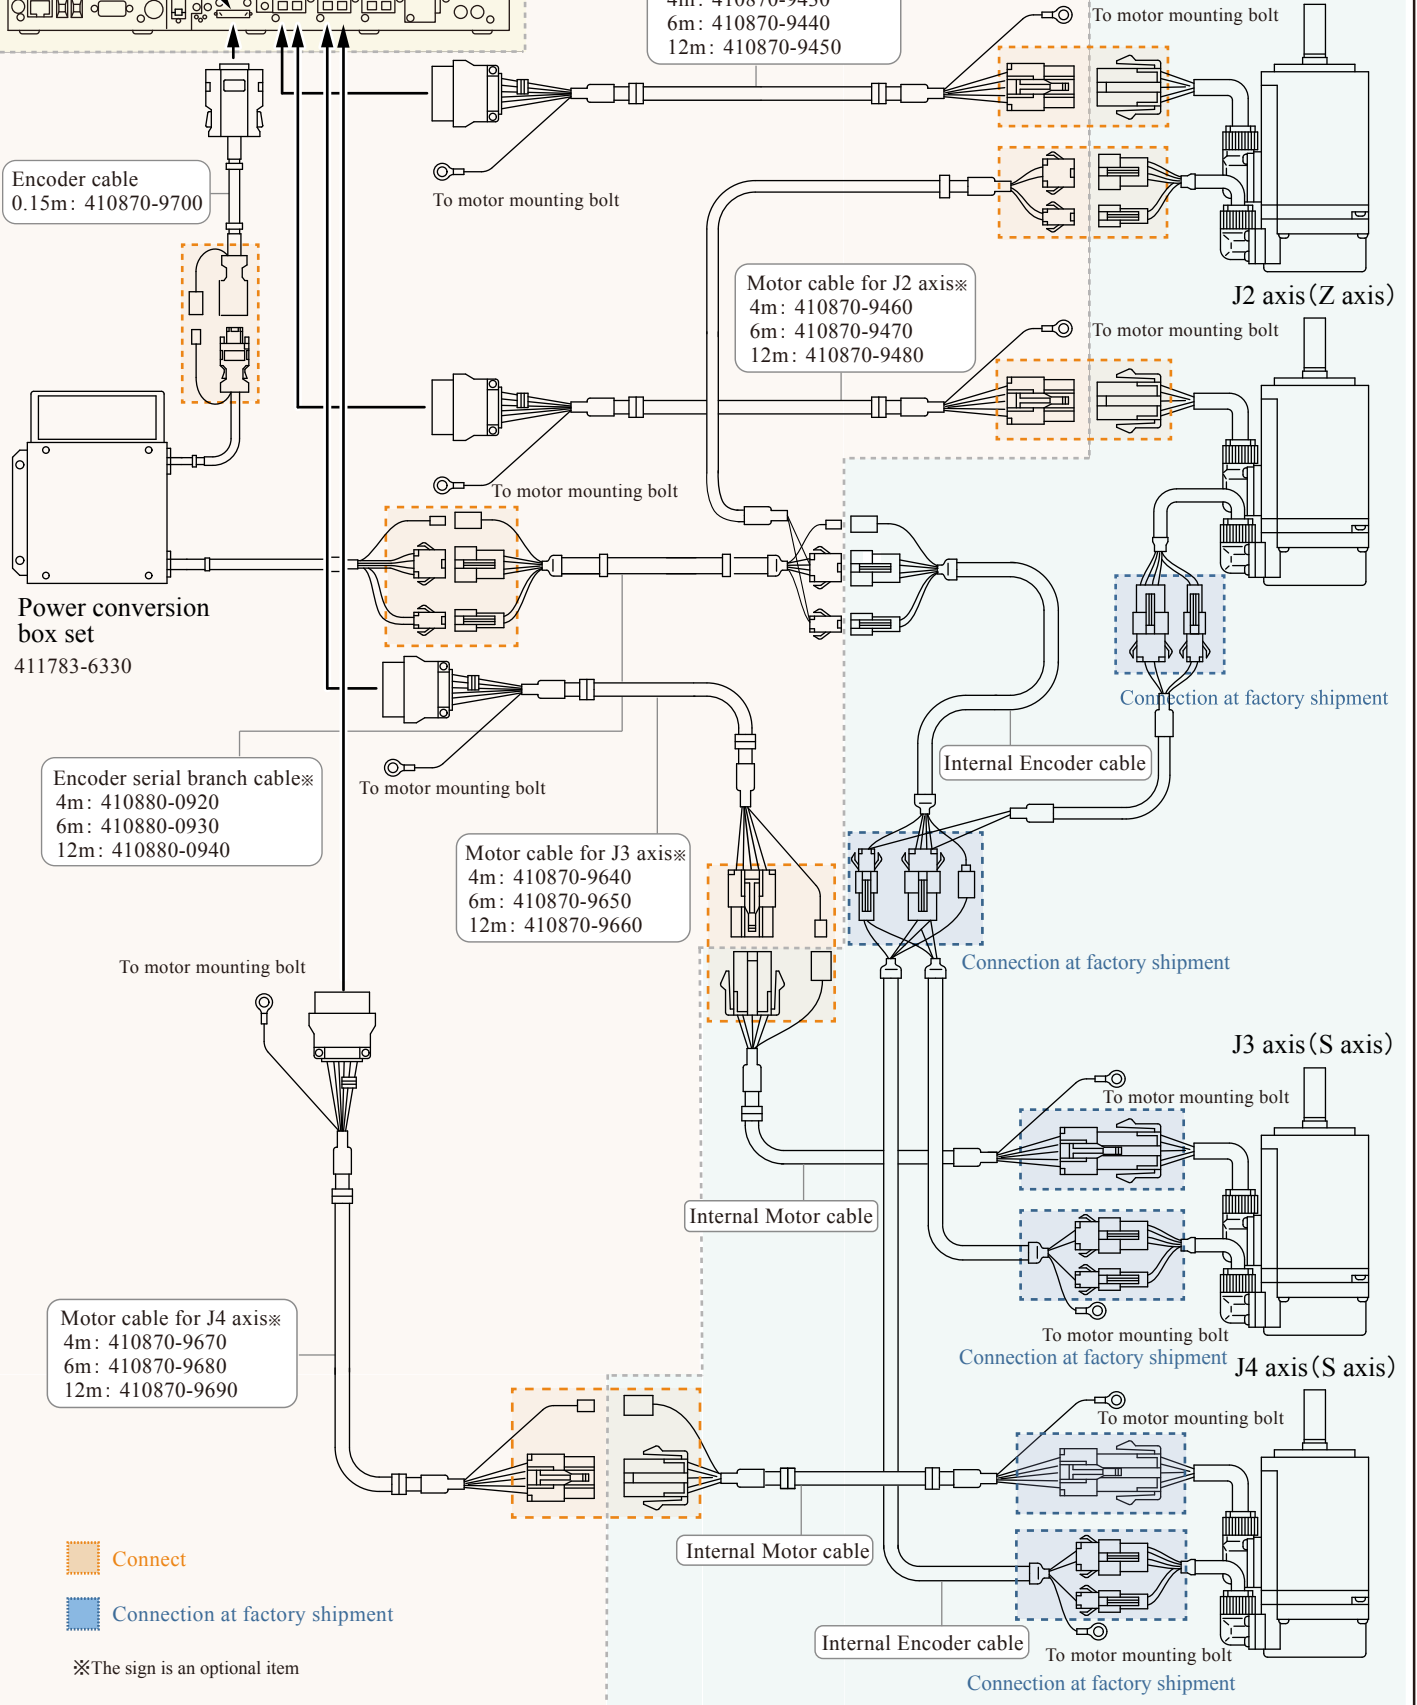 4m: 410870-9430
6m: 410870-9440
12m: 410870-9450
To motor mounting bolt
Encoder cable
0.15m: 410870-9700
To motor mounting bolt
Motor cable for J2 axis※
4m: 410870-9460
6m: 410870-9470
12m: 410870-9480
J2 axis(Z axis)
To motor mounting bolt
To motor mounting bolt
Power conversion
box set
411783-6330
Connection at factory shipment
Internal Encoder cable
Encoder serial branch cable※
4m: 410880-0920
6m: 410880-0930
12m: 410880-0940
To motor mounting bolt
Motor cable for J3 axis※
4m: 410870-9640
6m: 410870-9650
12m: 410870-9660
Connection at factory shipment
To motor mounting bolt
J3 axis(S axis)
To motor mounting bolt
Internal Motor cable
To motor mounting bolt
Connection at factory shipment
Motor cable for J4 axis※
4m: 410870-9670
6m: 410870-9680
12m: 410870-9690
J4 axis(S axis)
To motor mounting bolt
Internal Motor cable
Connect
Connection at factory shipment
Internal Encoder cable
To motor mounting bolt
Connection at factory shipment
※The sign is an optional item